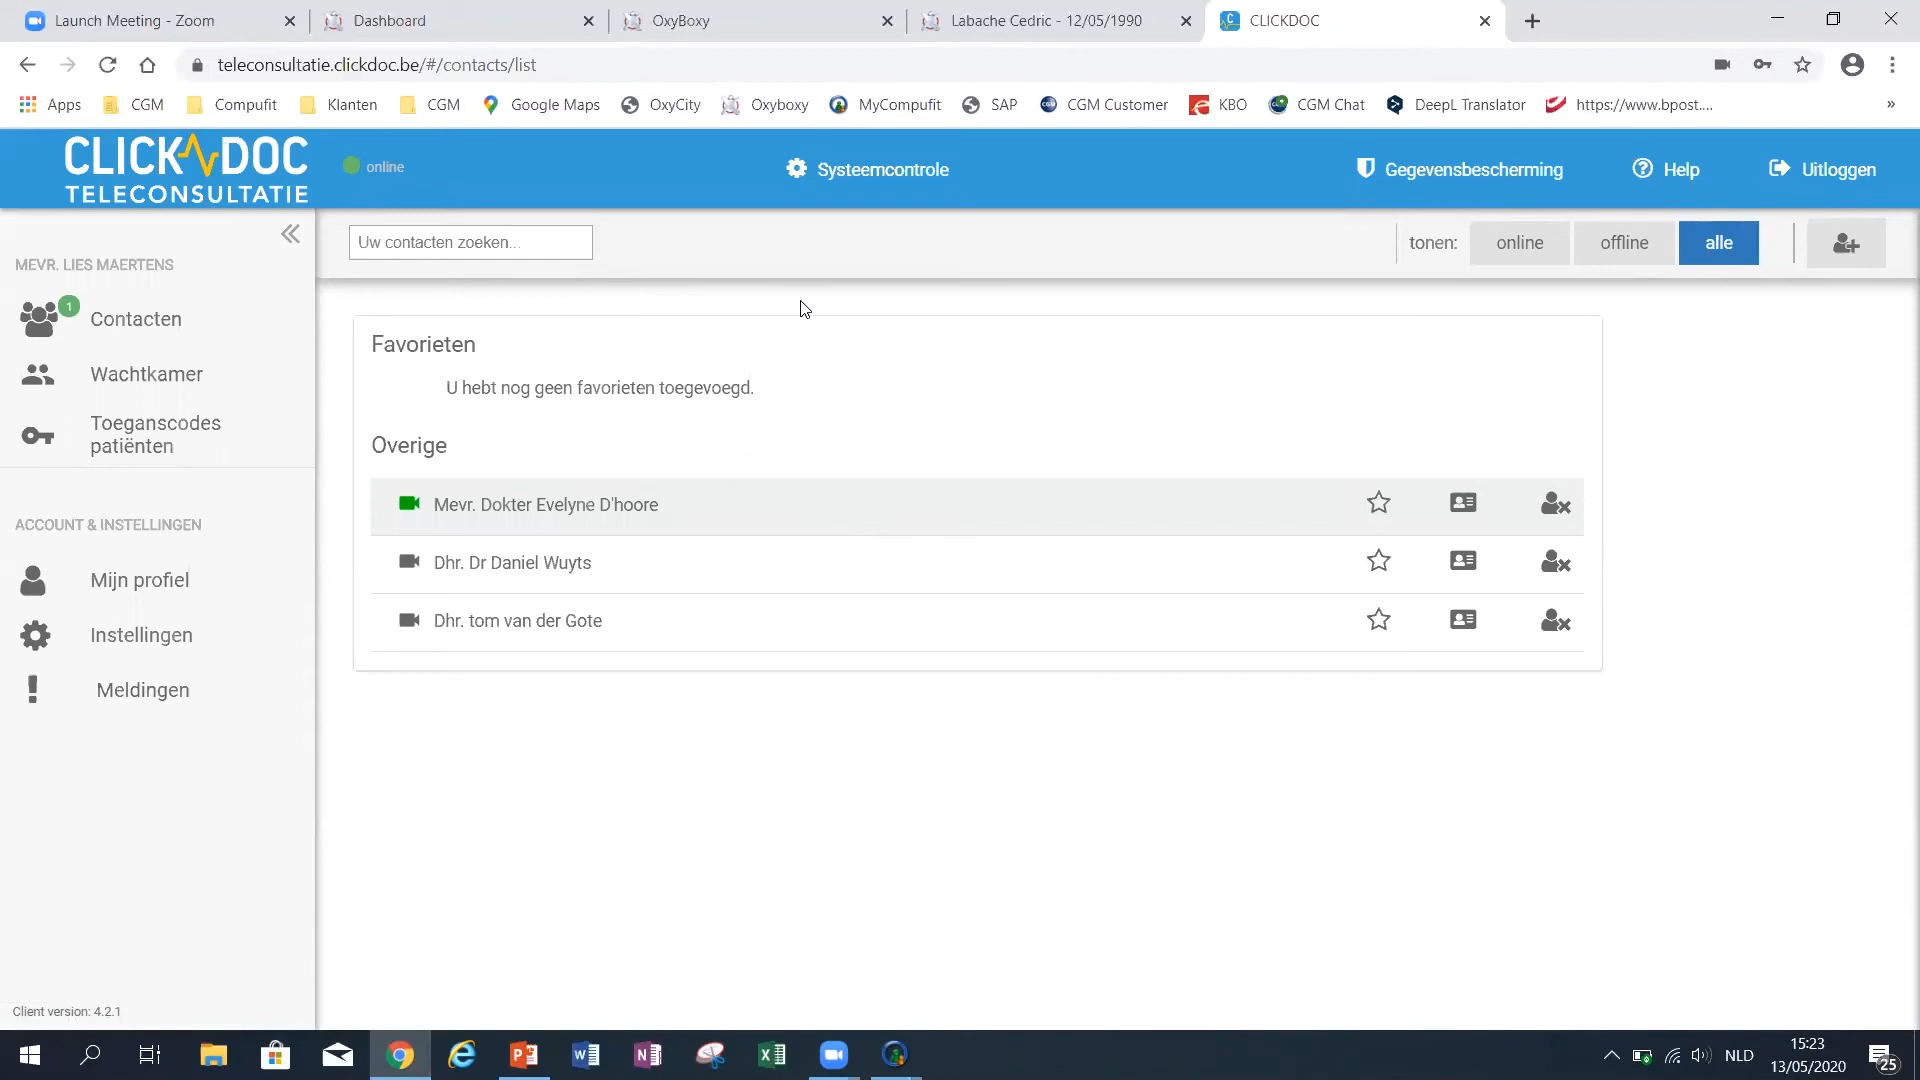 Launch Meeting - Zoom
Dashboard
OxyBoxy
Labache Cedric - 12/05/1990
CLICKDOC
teleconsultatie.clickdoc.be/#/contacts/list
Apps
CGM
Compufit
Klanten
CGM
Google Maps
OxyCity
Oxyboxy
MyCompufit
SAP
CGM Customer
KBO
CGM Chat
DeepL Translator
https://www.bpost....
»
CLICKDOC
TELECONSULTATIE
online
Systeemcontrole
Gegevensbescherming
Help
Uitloggen
Uw contacten zoeken...
tonen:
online
offline
alle
MEVR. LIES MAERTENS
1
Contacten
Wachtkamer
Toeganscodes
patiënten
ACCOUNT & INSTELLINGEN
Mijn profiel
Instellingen
Meldingen
Client version: 4.2.1
Favorieten
U hebt nog geen favorieten toegevoegd.
Overige
Mevr. Dokter Evelyne D'hoore
Dhr. Dr Daniel Wuyts
Dhr. tom van der Gote
NLD
15:23
13/05/2020
25